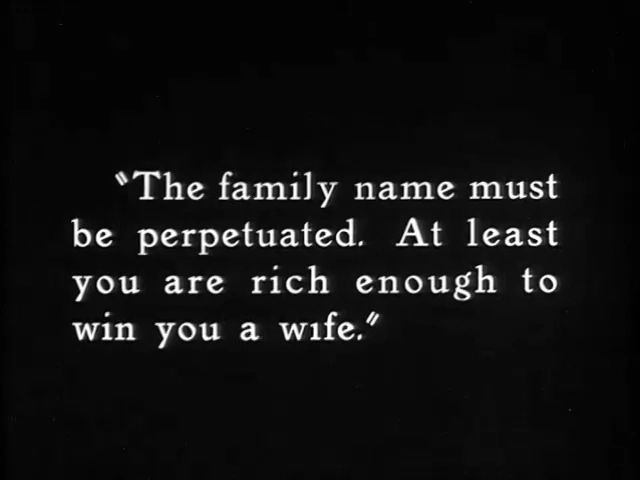 "The family name must
be perpetuated. At least
you are rich enough to
win you a wife."